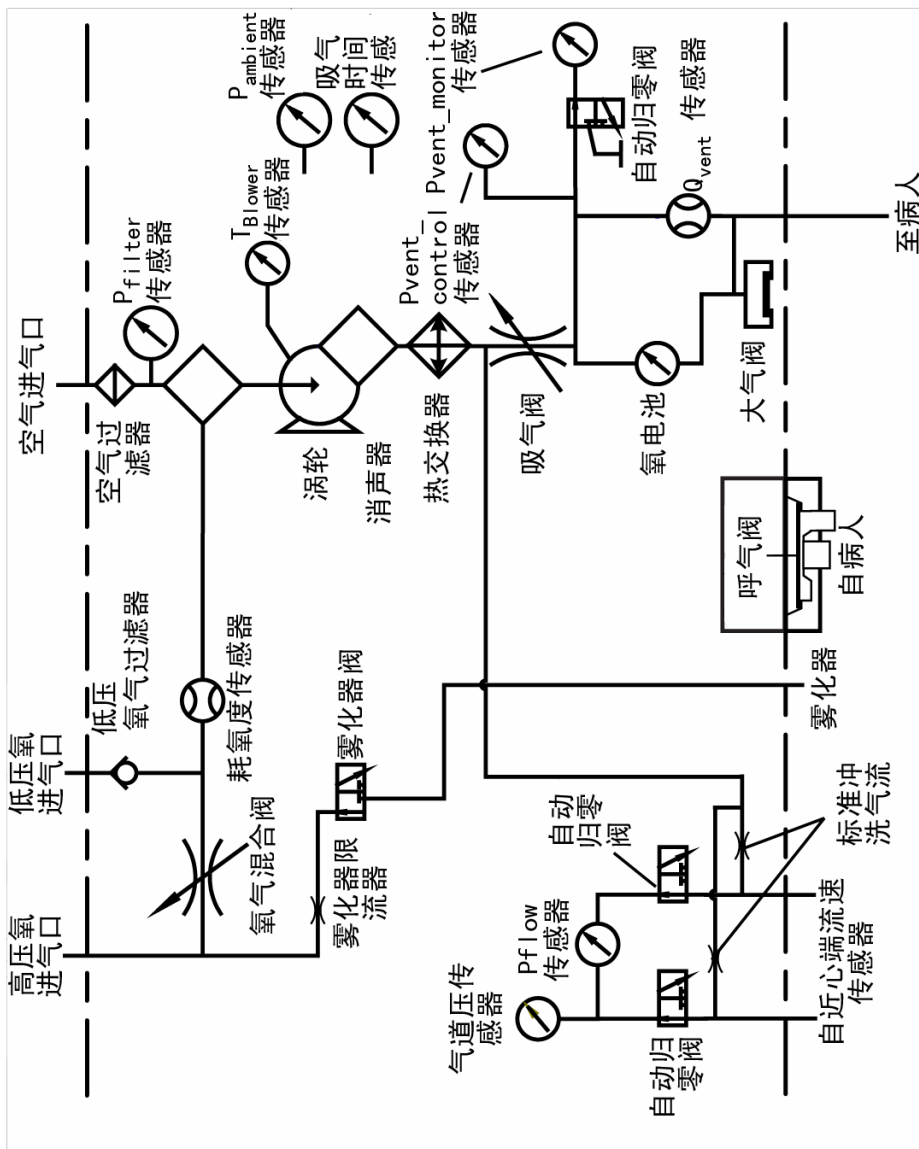 高压氧
进气口
低压氧
进气口
空气进气口
低压
氧气过滤器
空气过
滤器
Pfilter
传感器
TBlower
传感器
Pambient
传感器
吸气
时间
传感
耗氧度传感器
氧气混合阀
涡轮
消声器
雾化器限
流器
雾化器阀
热交换器
Pvent_
control
传感器
Pvent_monitor
传感器
气道压传
感器
Pflow
传感器
自动归零
阀
吸气阀
自动归
零阀
氧电池
自动归零阀
Qvent 传感器
大气阀
呼气阀
自近心端流速
传感器
标准冲
洗气流
雾化器
自病人
至病人